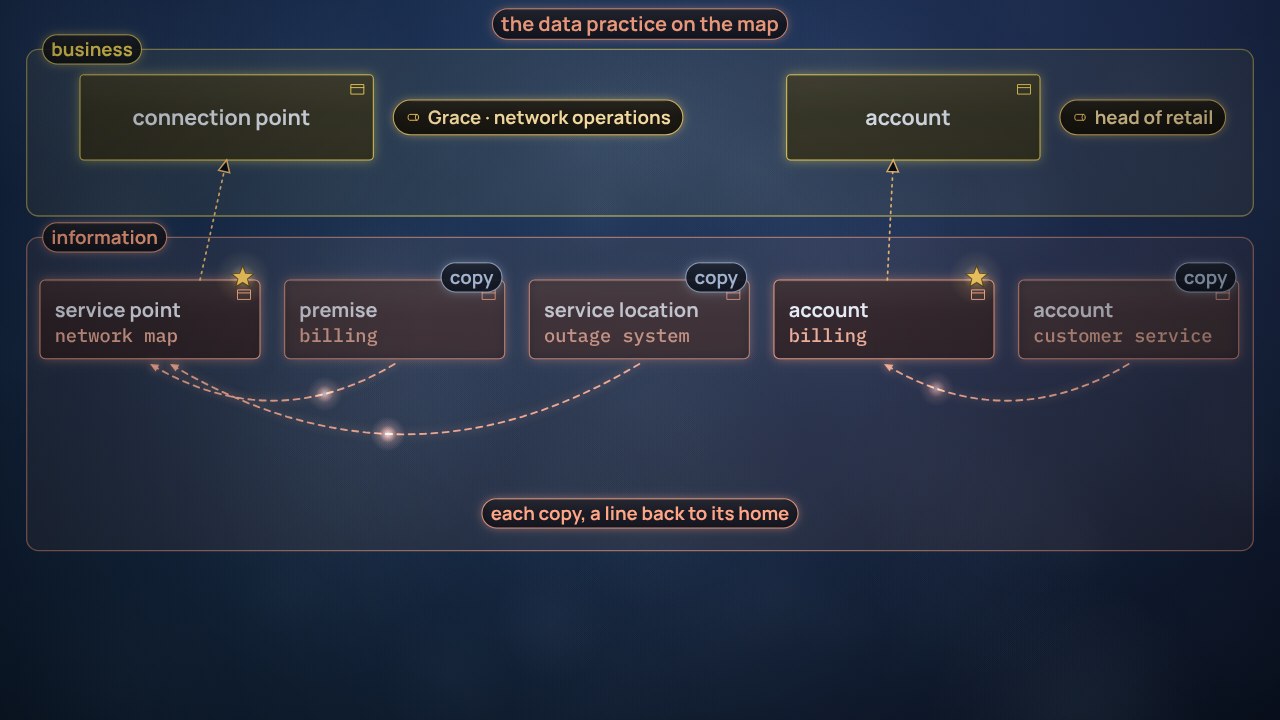 the data practice on the map
business
connection point
Grace · network operations
account
head of retail
information
copy
copy
copy
service point
network map
premise
billing
service location
outage system
account
billing
account
customer service
each copy, a line back to its home